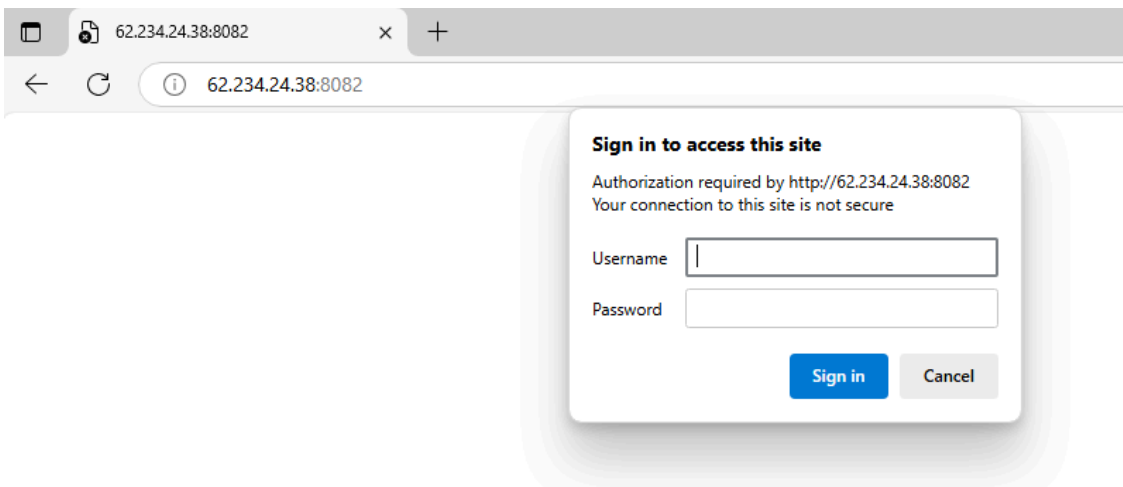 62.234.24.38:8082
62.234.24.38:8082
Sign in to access this site
Authorization required by http://62.234.24.38:8082
Your connection to this site is not secure
Username
Password
Sign in Cancel